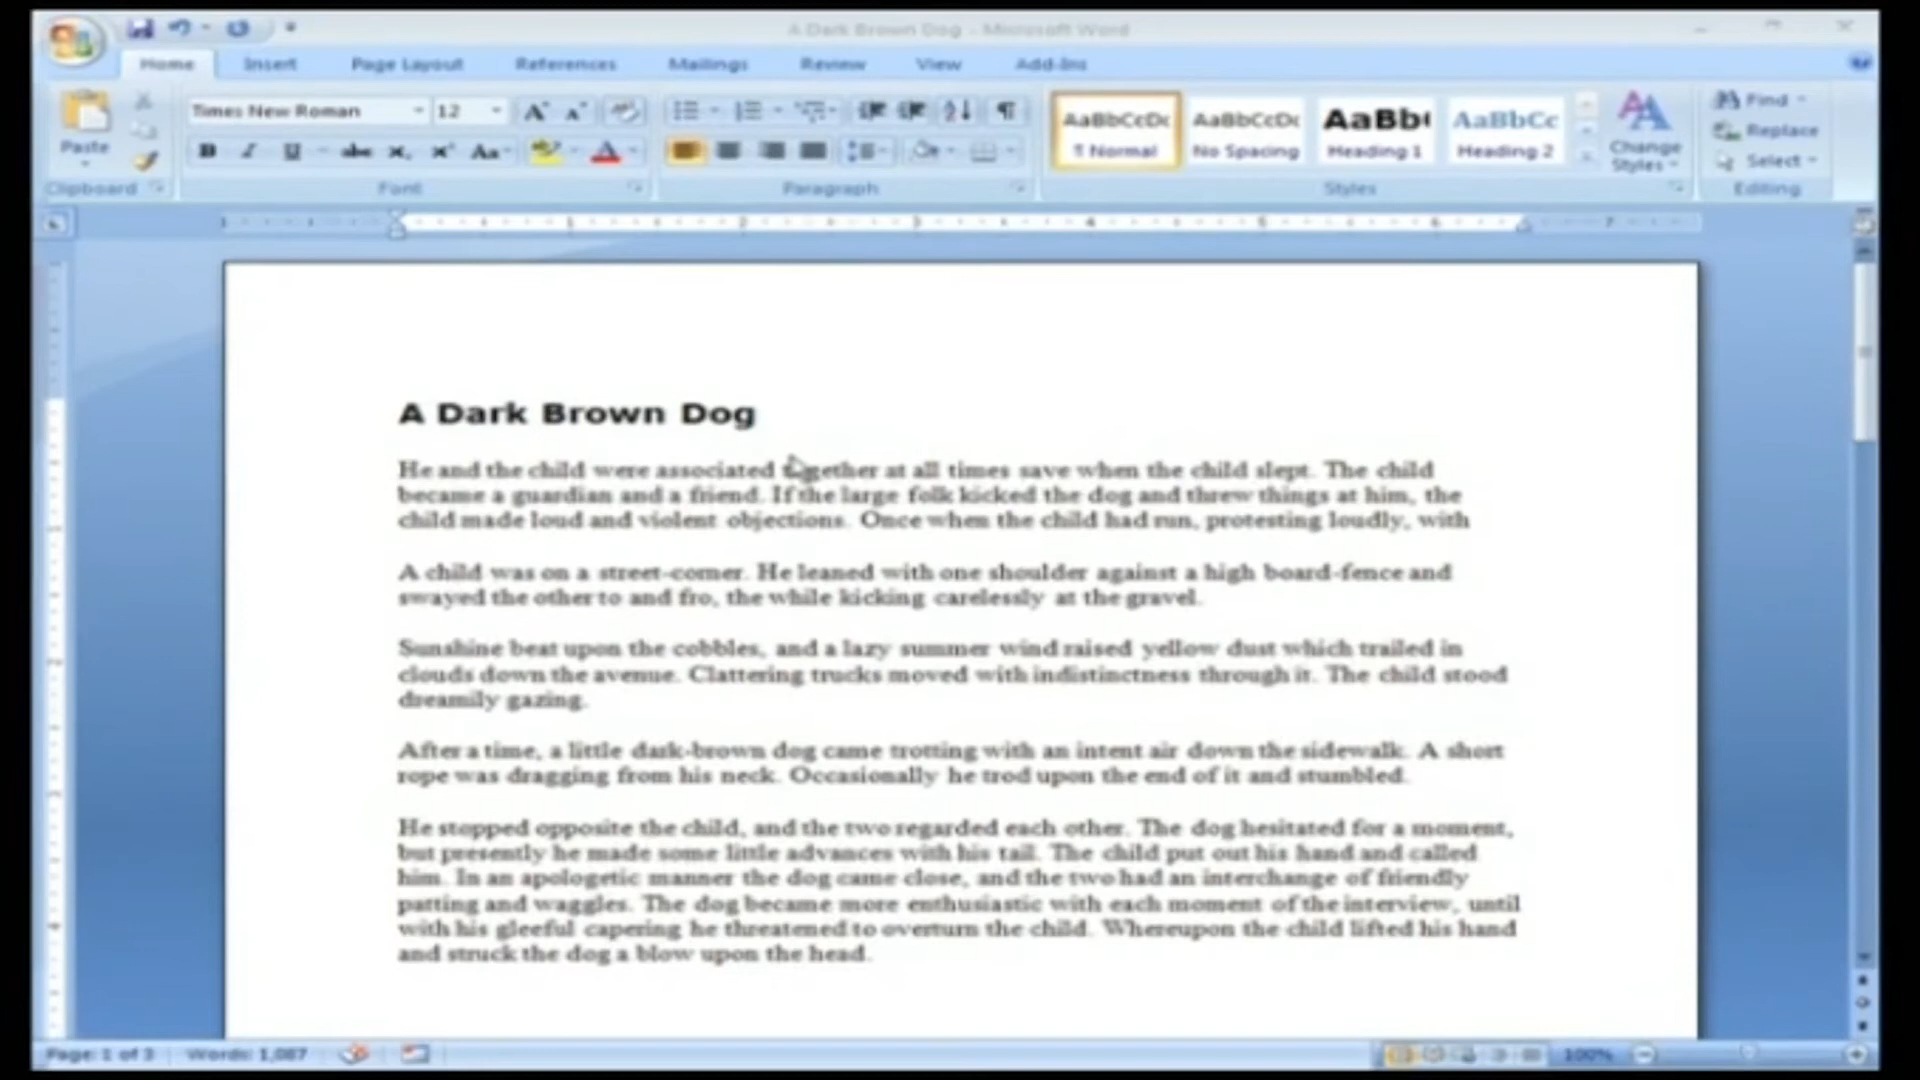 A Dark Brown Dog - Microsoft Word
Home Insert Page Layout References Mailings Review View Add-Ins
Paste
Times New Roman 12
AaBbCcDc AaBbCcDc AaBb( AaBbCc
¶ Normal No Spacing Heading 1 Heading 2
Change Styles
Find
Replace
Select
Clipboard Font Paragraph Styles Editing
A Dark Brown Dog
He and the child were associated together at all times save when the child slept. The child
became a guardian and a friend. If the large folk kicked the dog and threw things at him, the
child made loud and violent objections. Once when the child had run, protesting loudly, with
A child was on a street-corner. He leaned with one shoulder against a high board-fence and
swayed the other to and fro, the while kicking carelessly at the gravel.
Sunshine beat upon the cobbles, and a lazy summer wind raised yellow dust which trailed in
clouds down the avenue. Clattering trucks moved with indistinctness through it. The child stood
dreamily gazing.
After a time, a little dark-brown dog came trotting with an intent air down the sidewalk. A short
rope was dragging from his neck. Occasionally he trod upon the end of it and stumbled.
He stopped opposite the child, and the two regarded each other. The dog hesitated for a moment,
but presently he made some little advances with his tail. The child put out his hand and called
him. In an apologetic manner the dog came close, and the two had an interchange of friendly
patting and waggles. The dog became more enthusiastic with each moment of the interview, until
with his gleeful capering he threatened to overturn the child. Whereupon the child lifted his hand
and struck the dog a blow upon the head.
Page: 1 of 3 Words: 1,087 100%